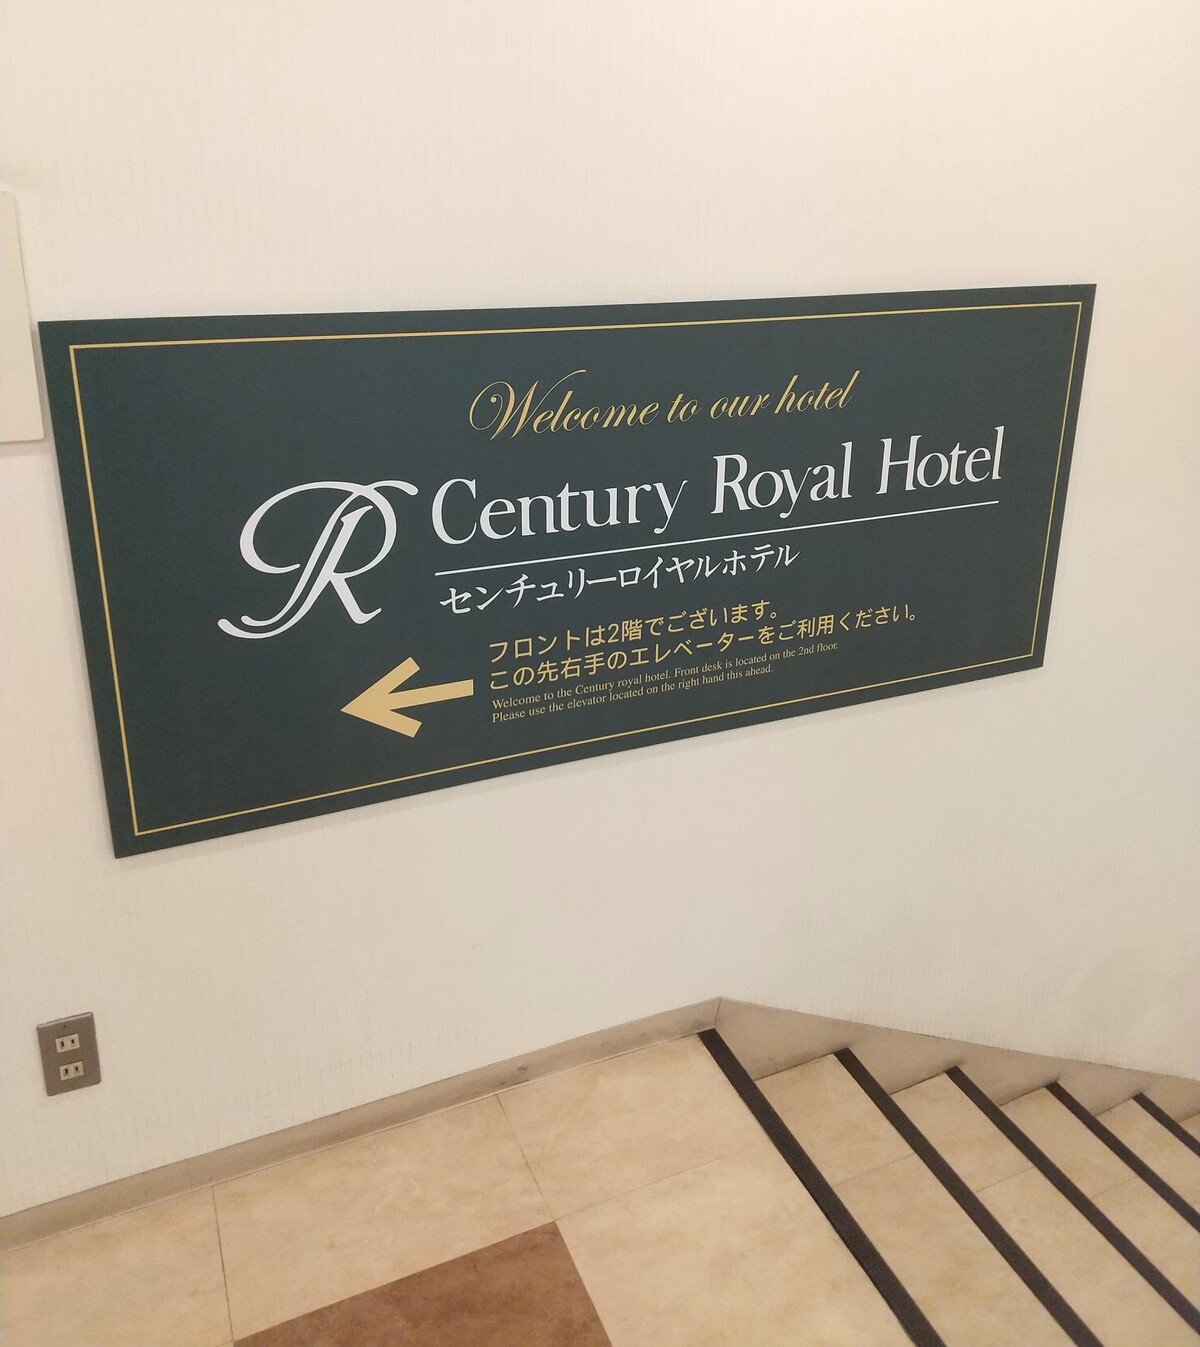 Welcome to our hotel
R Century Royal Hotel
センチュリーロイヤルホテル
フロントは2階でございます。
この先右手のエレベーターをご利用ください。
Welcome to the Century royal hotel. Front desk is located on the 2nd floor.
Please use the elevator located on the right hand this ahead.